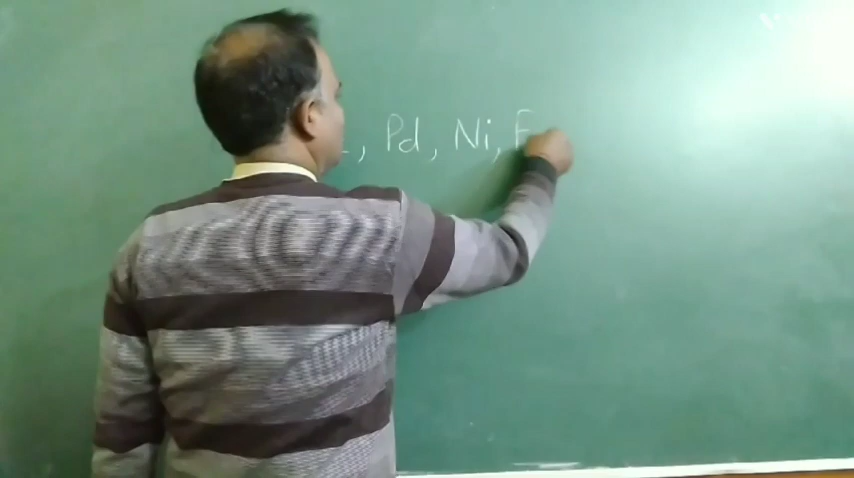 , Pd, Ni, F